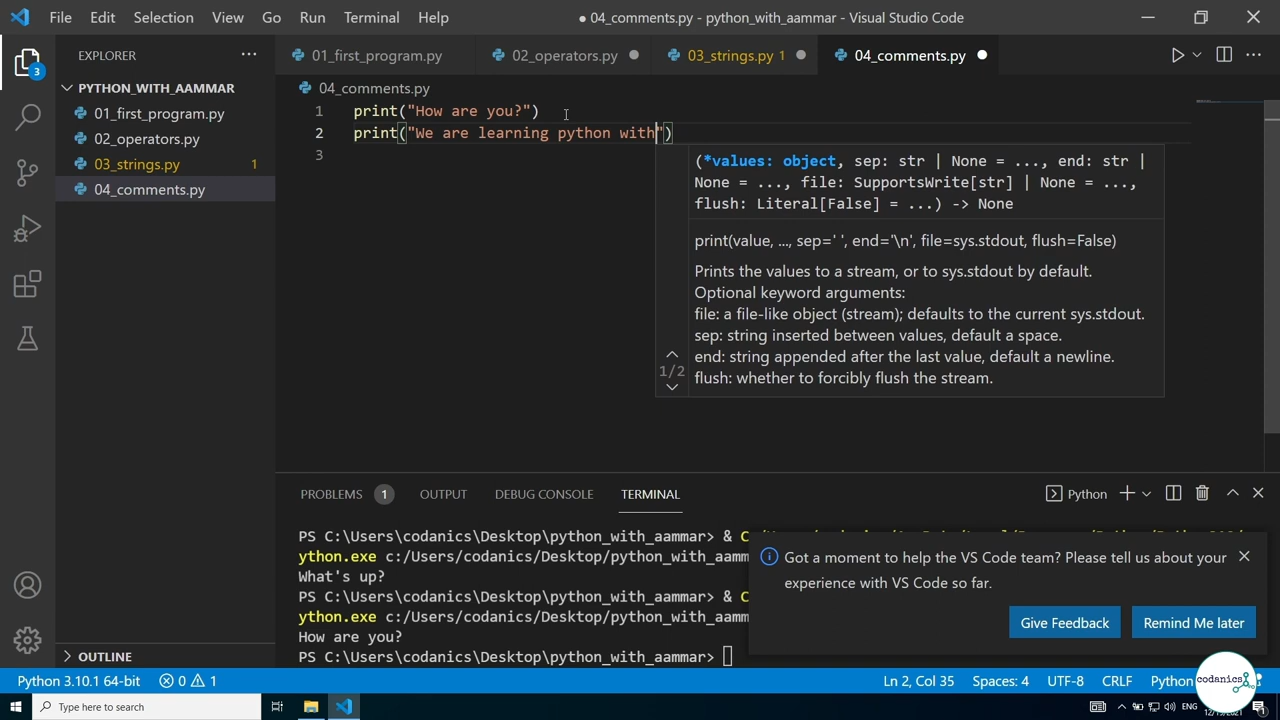 File Edit Selection View Go Run Terminal Help ● 04_comments.py - python_with_aammar - Visual Studio Code
EXPLORER ···
01_first_program.py 02_operators.py ● 03_strings.py 1 ● 04_comments.py ●
PYTHON_WITH_AAMMAR
01_first_program.py
02_operators.py
03_strings.py 1
04_comments.py
OUTLINE
3
04_comments.py
1 print("How are you?")
2 print("We are learning python with")
3
(*values: object, sep: str | None = ..., end: str |
None = ..., file: SupportsWrite[str] | None = ...,
flush: Literal[False] = ...) -> None
print(value, ..., sep=' ', end='\n', file=sys.stdout, flush=False)
Prints the values to a stream, or to sys.stdout by default.
Optional keyword arguments:
file: a file-like object (stream); defaults to the current sys.stdout.
sep: string inserted between values, default a space.
end: string appended after the last value, default a newline.
flush: whether to forcibly flush the stream.
1/2
PROBLEMS 1 OUTPUT DEBUG CONSOLE TERMINAL Python
PS C:\Users\codanics\Desktop\python_with_aammar> &
ython.exe c:/Users/codanics/Desktop/python_with_aamm
What's up?
PS C:\Users\codanics\Desktop\python_with_aammar> &
ython.exe c:/Users/codanics/Desktop/python_with_aamm
How are you?
PS C:\Users\codanics\Desktop\python_with_aammar>
Got a moment to help the VS Code team? Please tell us about your
experience with VS Code so far.
Give Feedback Remind Me later
Python 3.10.1 64-bit 0 1 Ln 2, Col 35 Spaces: 4 UTF-8 CRLF Python
codanics
Type here to search ENG